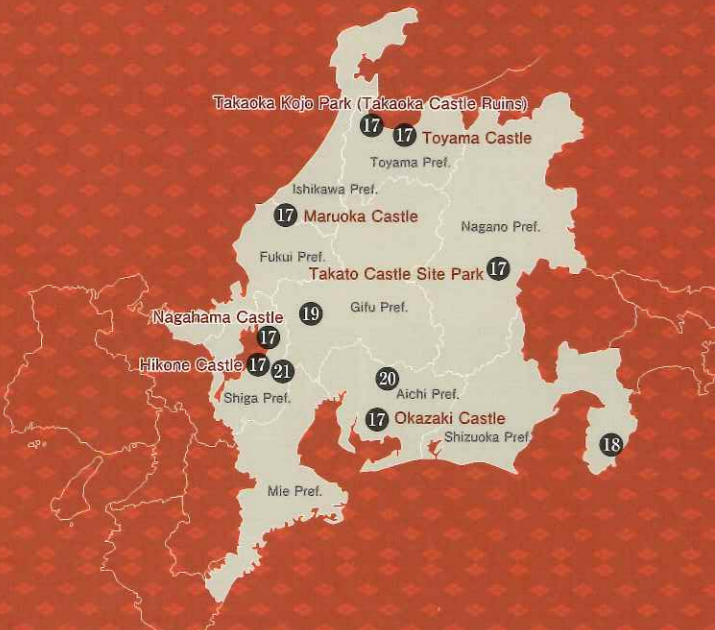 Takaoka Kojo Park (Takaoka Castle Ruins)
17
17 Toyama Castle
Toyama Pref.
Ishikawa Pref.
17 Maruoka Castle
Nagano Pref.
Fukui Pref.
Takato Castle Site Park 17
19
Gifu Pref.
Nagahama Castle
17
Hikone Castle 17
21
20
Shiga Pref.
Aichi Pref.
17 Okazaki Castle
Shizuoka Pref.
18
Mie Pref.